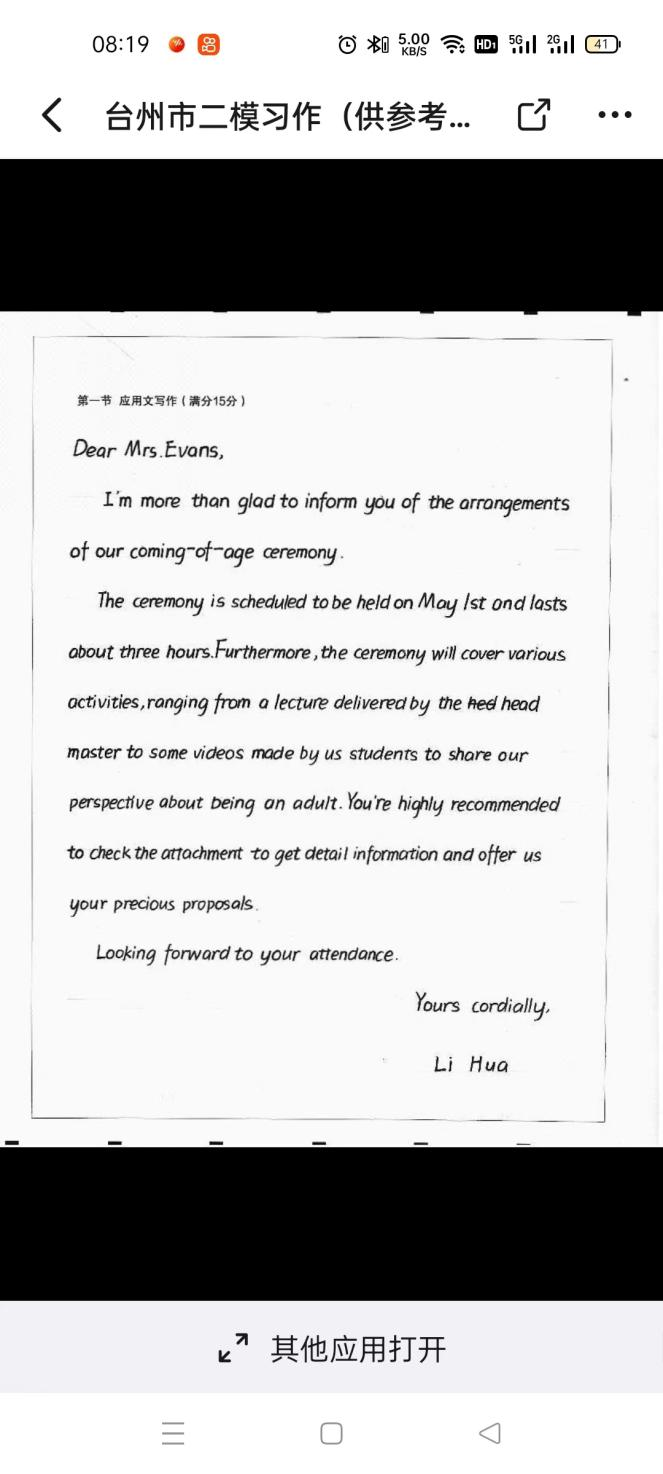 08:19
5.00 KB/S
HD1
5G
2G
41
台州市二模习作（供参考...
第一节 应用文写作（满分15分）
Dear Mrs.Evans,
I'm more than glad to inform you of the arrangements
of our coming-of-age ceremony.
The ceremony is scheduled to be held on May 1st and lasts
about three hours.Furthermore, the ceremony will cover various
activities, ranging from a lecture delivered by the hed head
master to some videos made by us students to share our
perspective about being an adult. You're highly recommended
to check the attachment to get detail information and offer us
your precious proposals.
Looking forward to your attendance.
Yours cordially,
Li Hua
其他应用打开